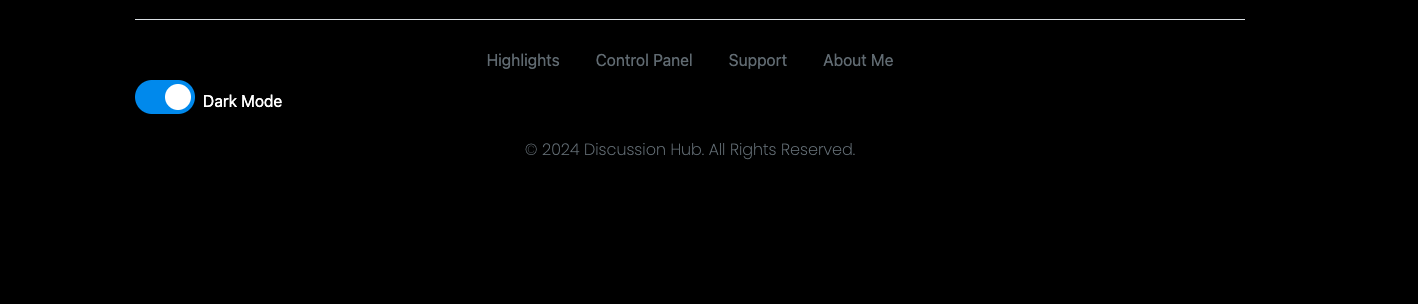 Highlights Control Panel Support About Me
Dark Mode
© 2024 Discussion Hub. All Rights Reserved.